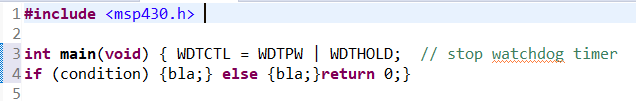 1 #include <msp430.h>
2
3 int main(void) { WDTCTL = WDTPW | WDTHOLD;  // stop watchdog timer
4 if (condition) {bla;} else {bla;}return 0;}
5